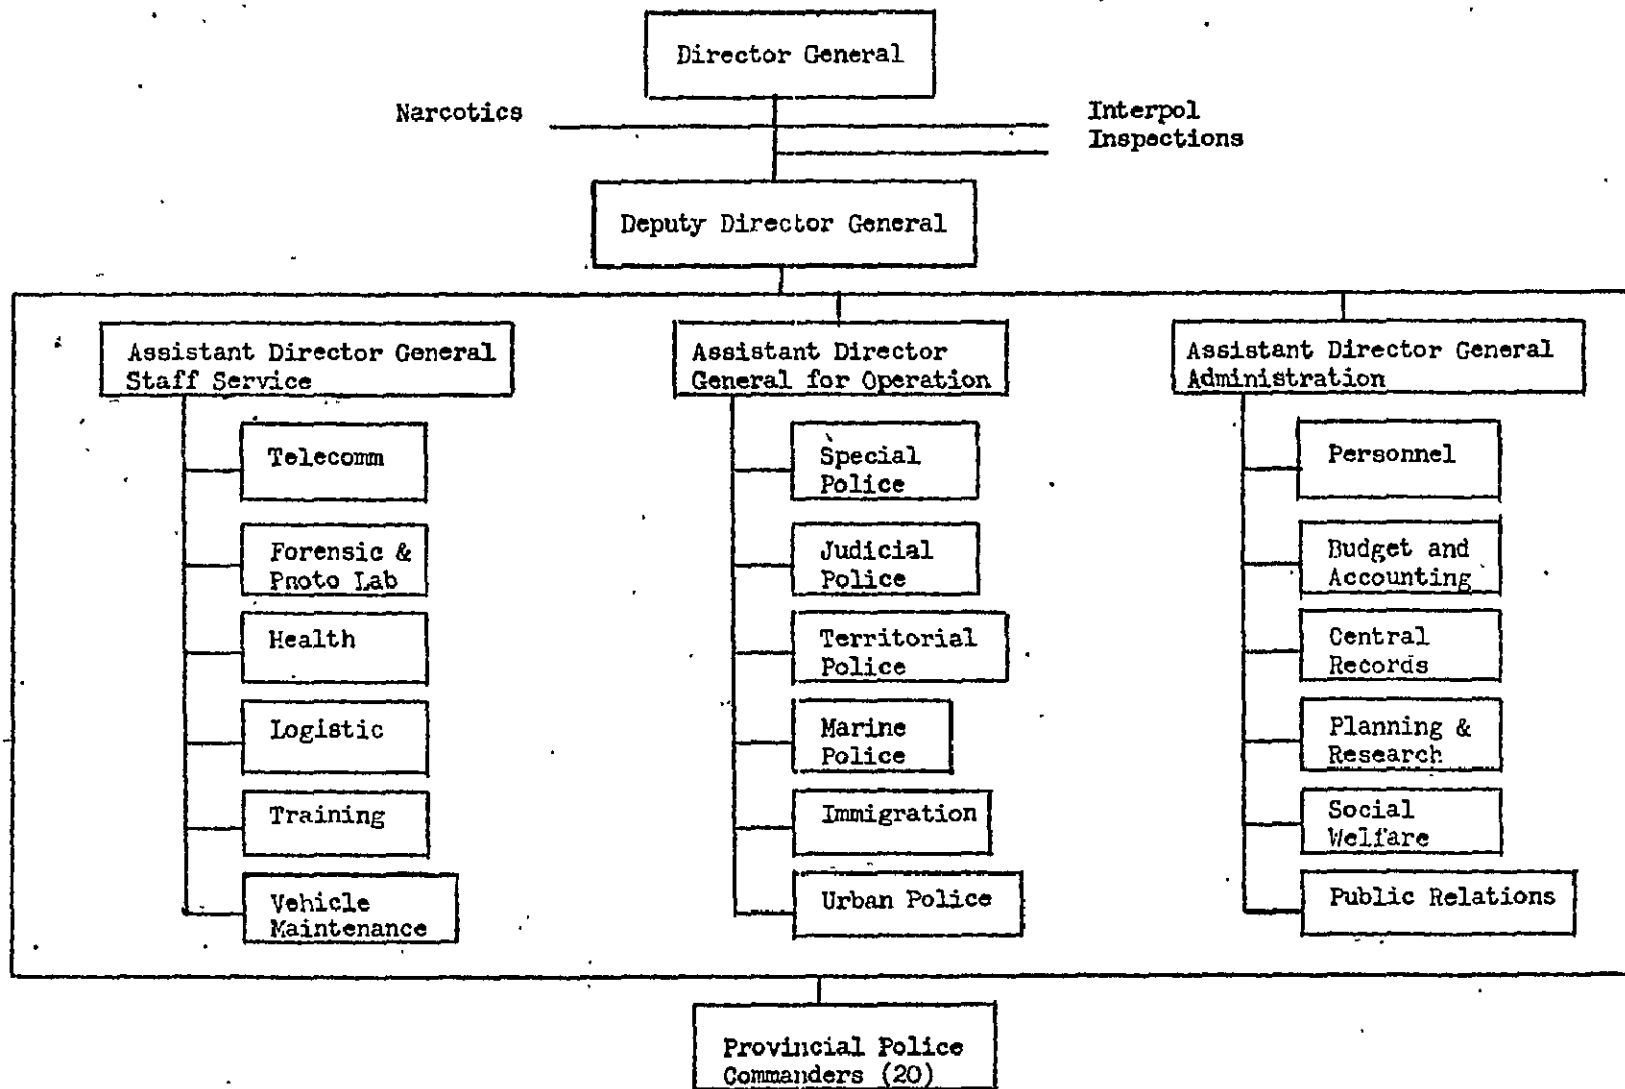 Director General
Narcotics
Interpol
Inspections
Deputy Director General
Assistant Director General
Staff Service
Telecomm
Forensic &
Pnoto Lab
Health
Logistic
Training
Vehicle
Maintenance
Assistant Director
General for Operation
Special
Police
Judicial
Police
Territorial
Police
Marine
Police
Immigration
Urban Police
Assistant Director General
Administration
Personnel
Budget and
Accounting
Central
Records
Planning &
Research
Social
Welfare
Public Relations
Provincial Police
Commanders (20)